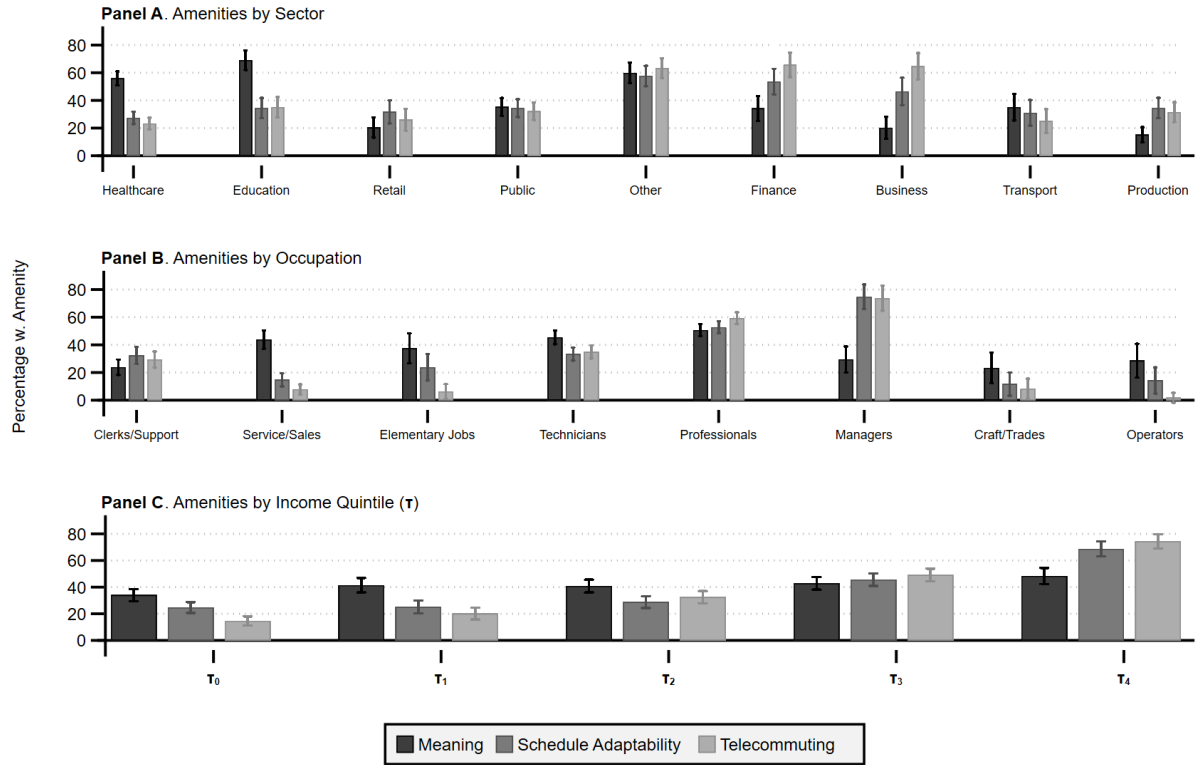 Panel A. Amenities by Sector
80
60
40
20
0
Healthcare Education Retail Public Other Finance Business Transport Production
Percentage w. Amenity
Panel B. Amenities by Occupation
80
60
40
20
0
Clerks/Support Service/Sales Elementary Jobs Technicians Professionals Managers Craft/Trades Operators
Panel C. Amenities by Income Quintile (τ)
80
60
40
20
0
τ₀ τ₁ τ₂ τ₃ τ₄
Meaning Schedule Adaptability Telecommuting